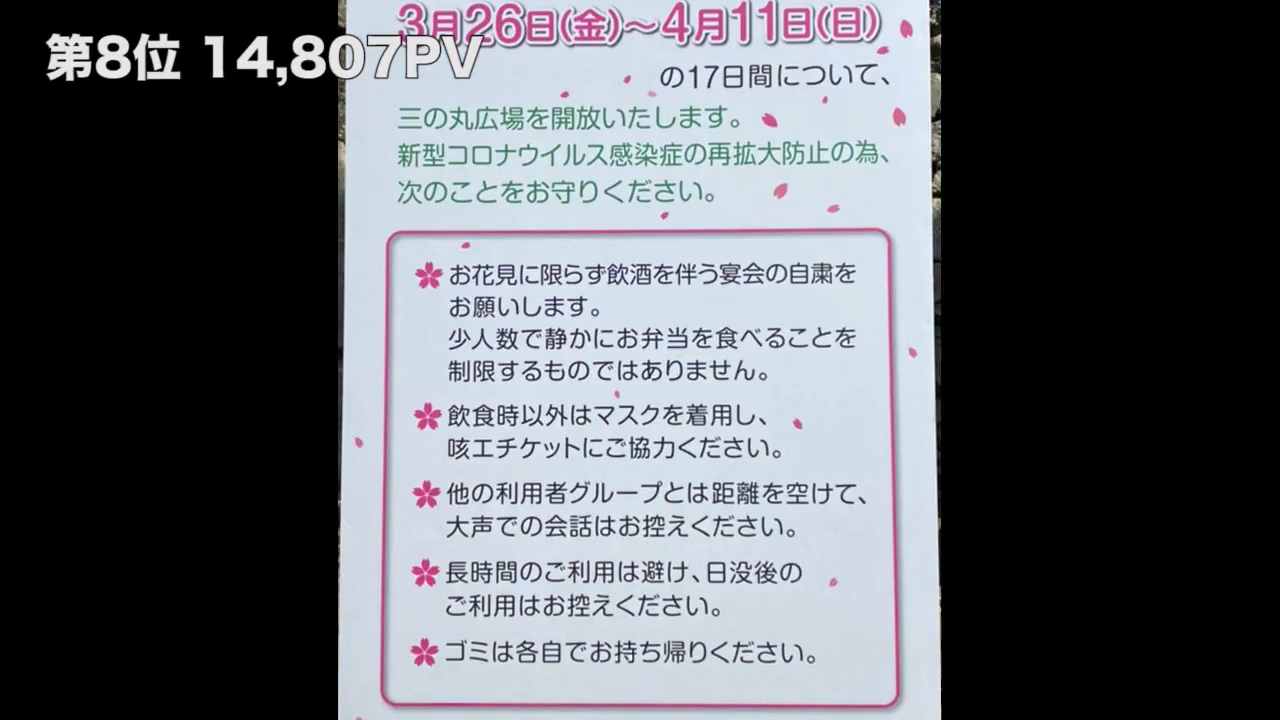 第8位 14,807PV
3月26日(金)～4月11日(日)
の17日間について、
三の丸広場を開放いたします。
新型コロナウイルス感染症の再拡大防止の為、
次のことをお守りください。
お花見に限らず飲酒を伴う宴会の自粛を
お願いします。
少人数で静かにお弁当を食べることを
制限するものではありません。
飲食時以外はマスクを着用し、
咳エチケットにご協力ください。
他の利用者グループとは距離を空けて、
大声での会話はお控えください。
長時間のご利用は避け、日没後の
ご利用はお控えください。
ゴミは各自でお持ち帰りください。